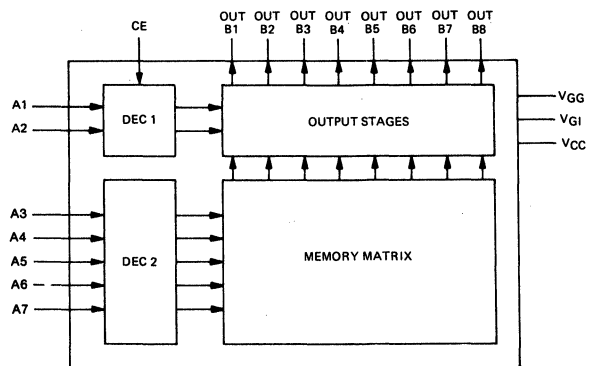 OUT OUT OUT OUT OUT OUT OUT OUT
B1 B2 B3 B4 B5 B6 B7 B8
CE
A1
A2
DEC 1
OUTPUT STAGES
VGG
VGI
VCC
A3
A4
A5
A6
A7
DEC 2
MEMORY MATRIX